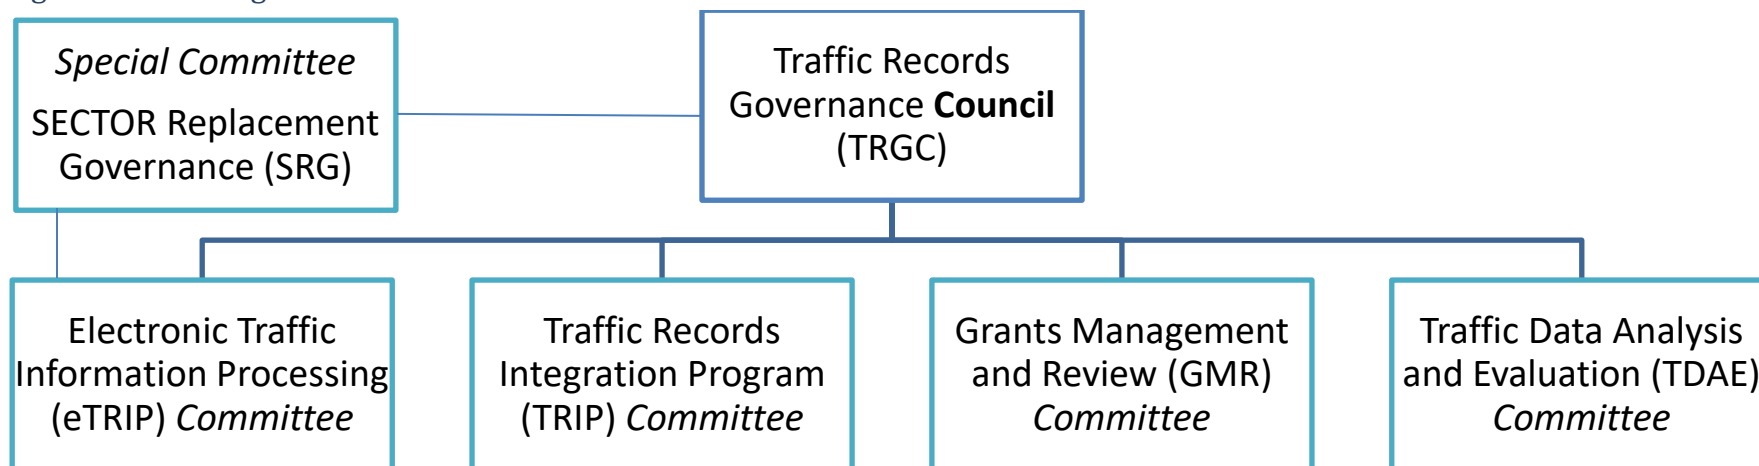 Special Committee
SECTOR Replacement
Governance (SRG)
Traffic Records
Governance Council
(TRGC)
Electronic Traffic
Information Processing
(eTRIP) Committee
Traffic Records
Integration Program
(TRIP) Committee
Grants Management
and Review (GMR)
Committee
Traffic Data Analysis
and Evaluation (TDAE)
Committee